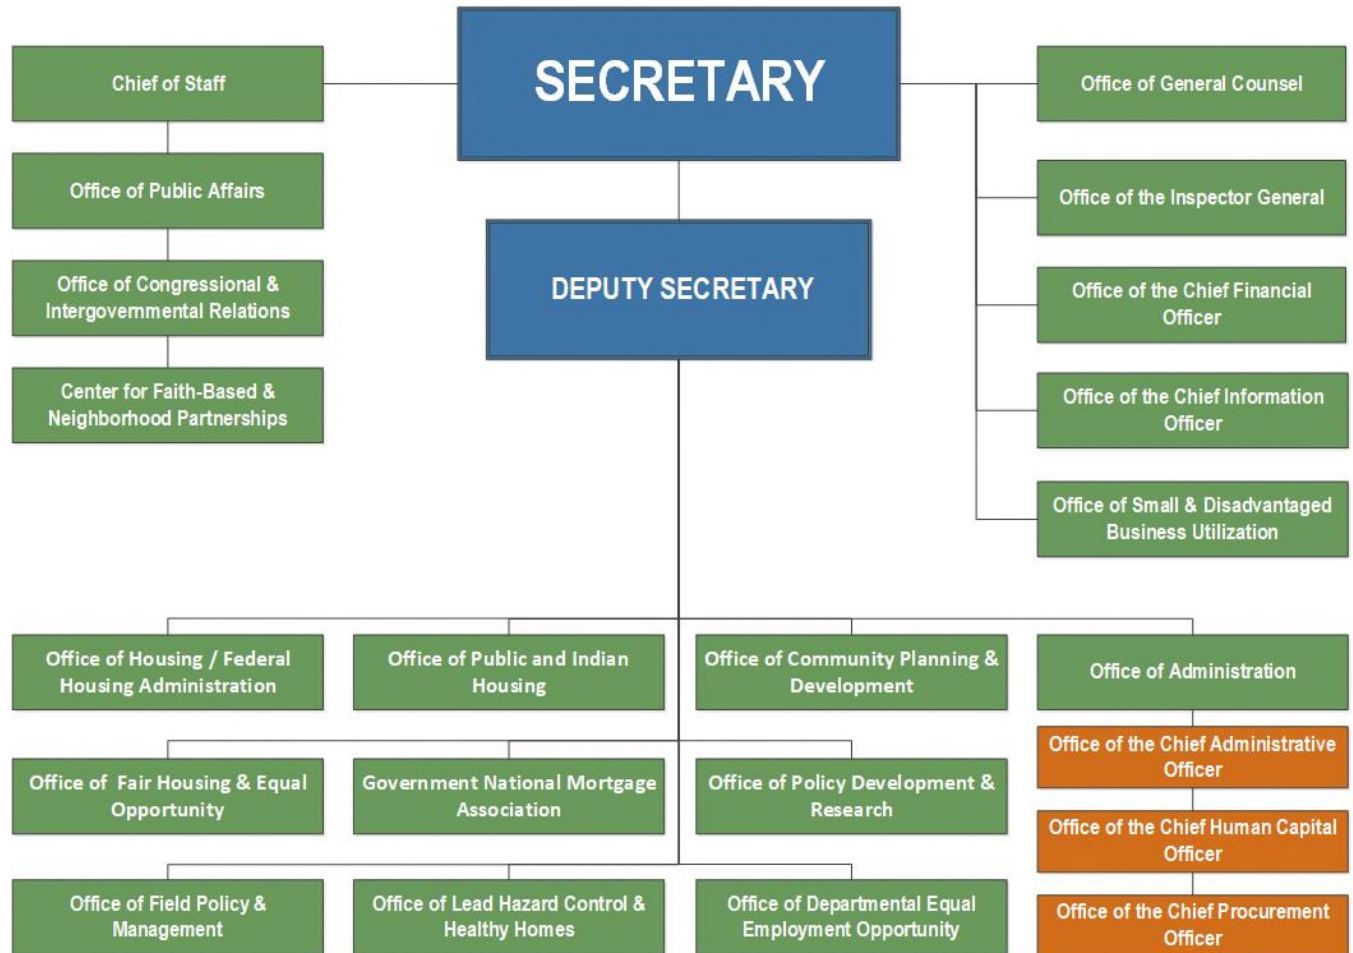 SECRETARY
Chief of Staff
Office of General Counsel
Office of Public Affairs
Office of the Inspector General
DEPUTY SECRETARY
Office of Congressional &
Intergovernmental Relations
Office of the Chief Financial
Officer
Center for Faith-Based &
Neighborhood Partnerships
Office of the Chief Information
Officer
Office of Small & Disadvantaged
Business Utilization
Office of Housing / Federal
Housing Administration
Office of Public and Indian
Housing
Office of Community Planning &
Development
Office of Administration
Office of the Chief Administrative
Officer
Office of  Fair Housing & Equal
Opportunity
Government National Mortgage
Association
Office of Policy Development &
Research
Office of the Chief Human Capital
Officer
Office of Field Policy &
Management
Office of Lead Hazard Control &
Healthy Homes
Office of Departmental Equal
Employment Opportunity
Office of the Chief Procurement
Officer